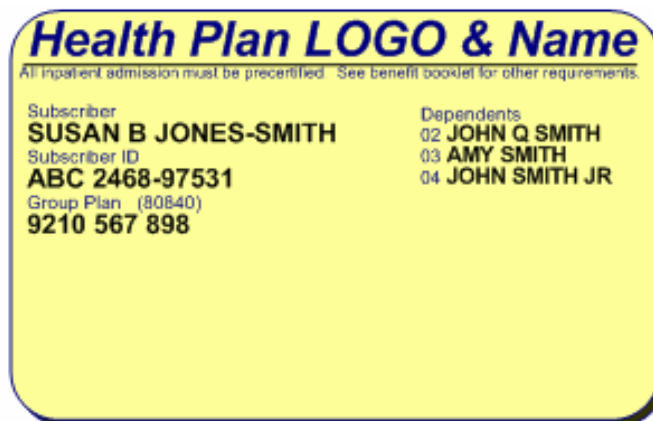 Health Plan LOGO & Name
All inpatient admission must be precertified. See benefit booklet for other requirements.
Subscriber
SUSAN B JONES-SMITH
Subscriber ID
ABC 2468-97531
Group Plan (80840)
9210 567 898
Dependents
02 JOHN Q SMITH
03 AMY SMITH
04 JOHN SMITH JR